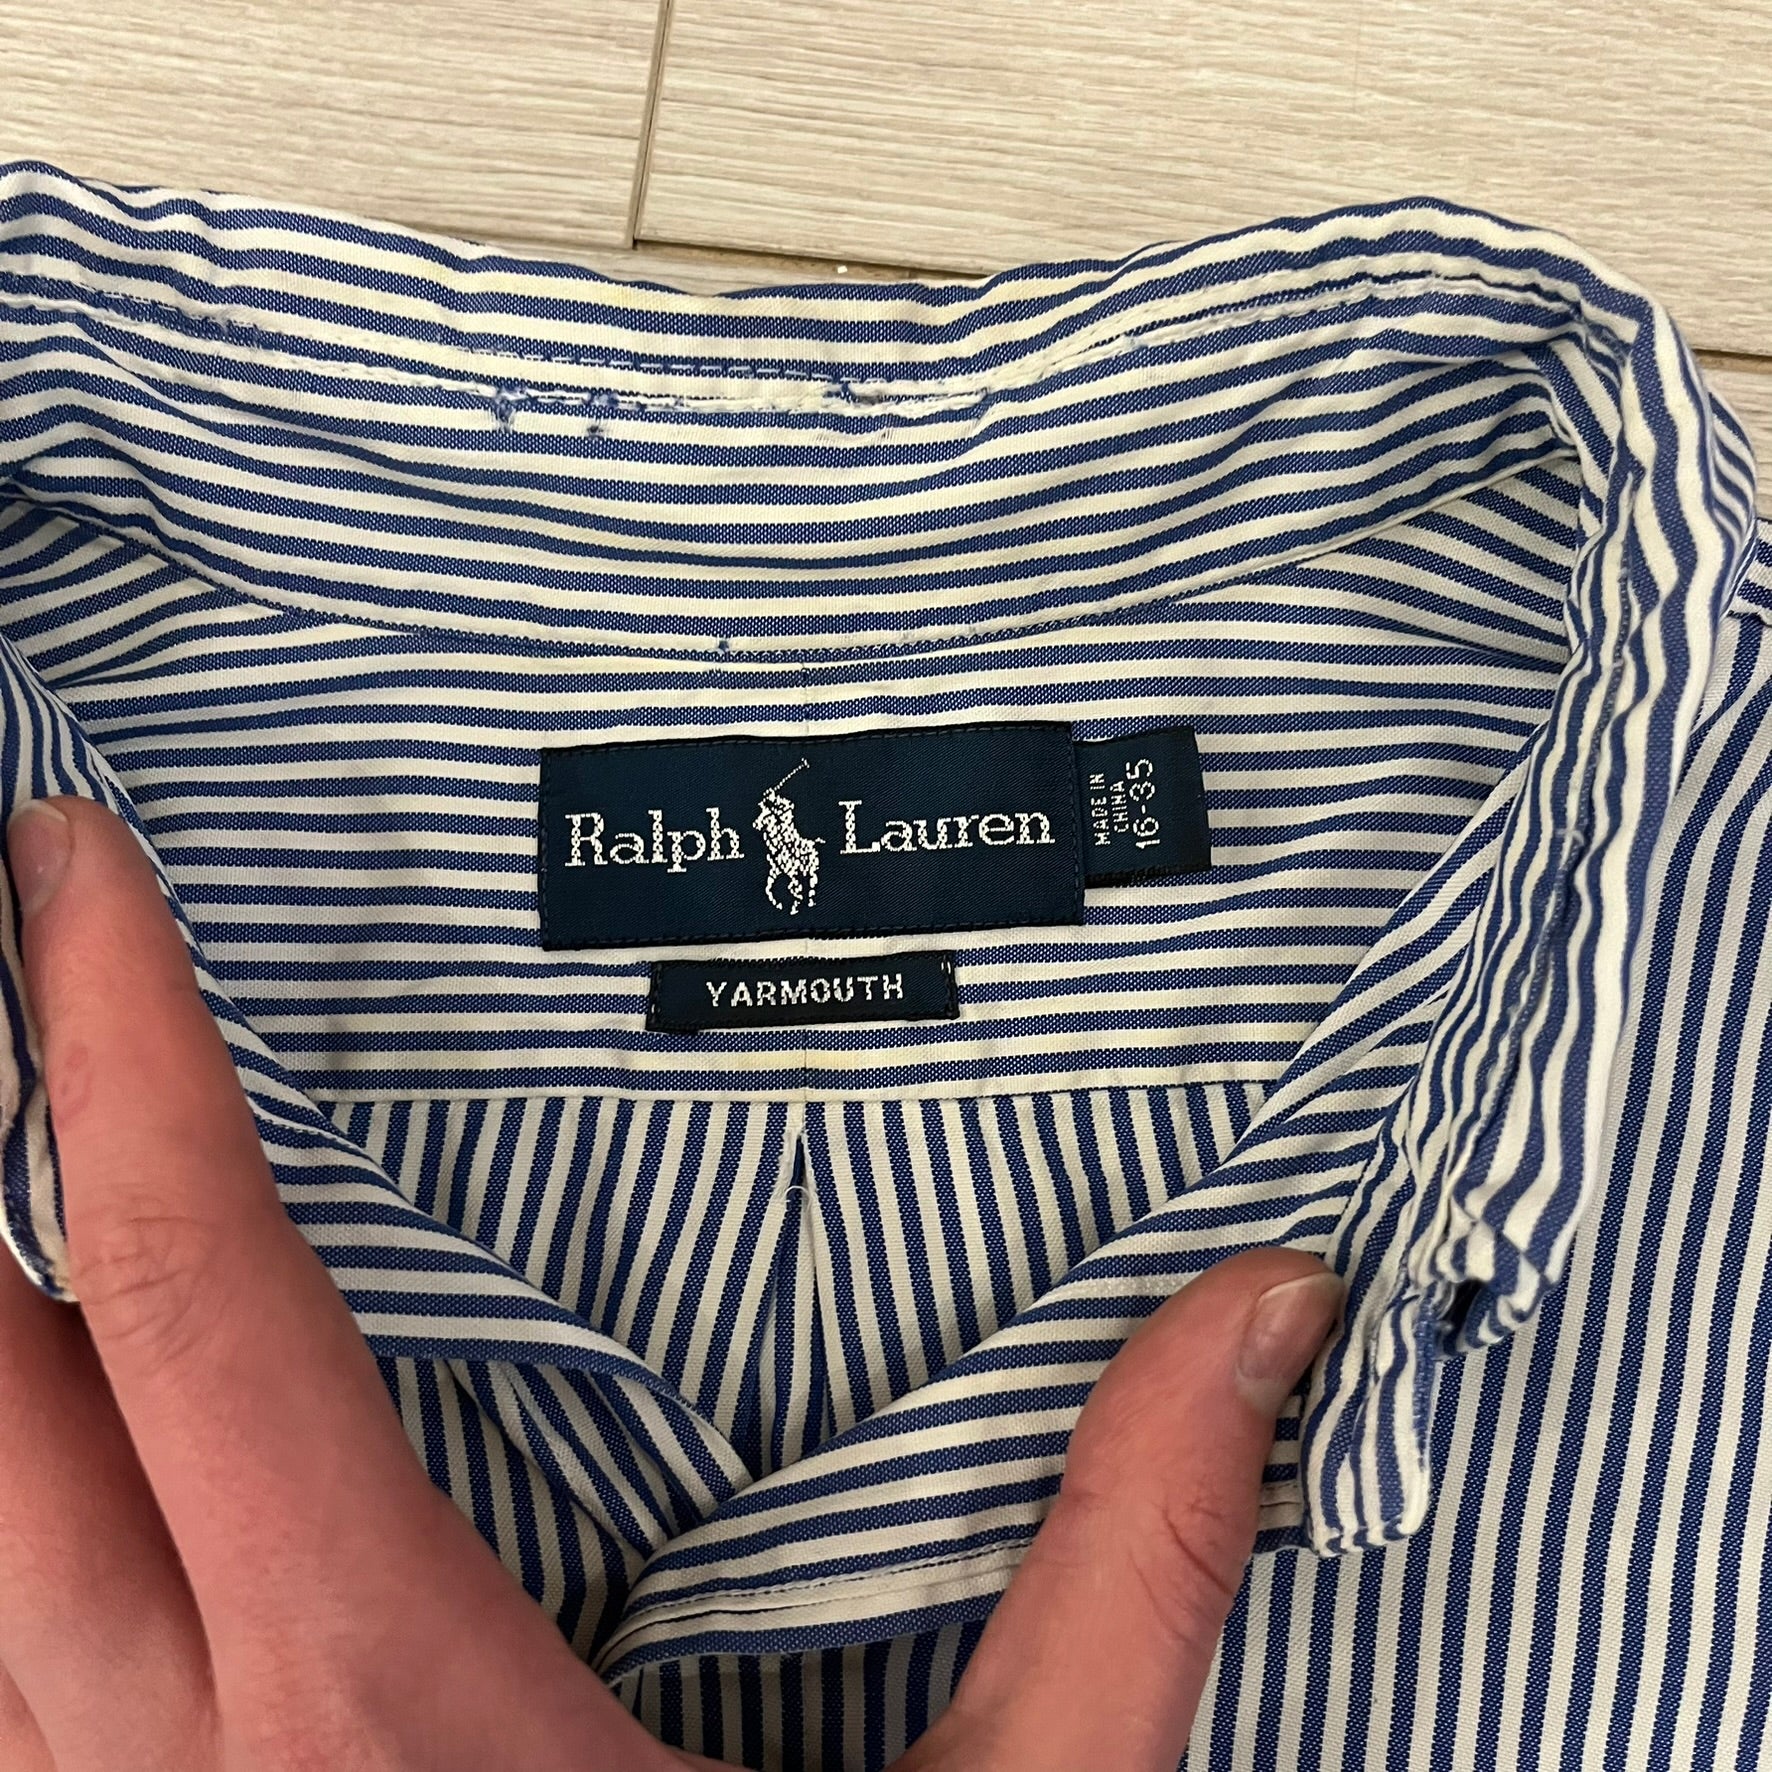 Ralph Lauren
MADE IN
CHINA
16-35
YARMOUTH